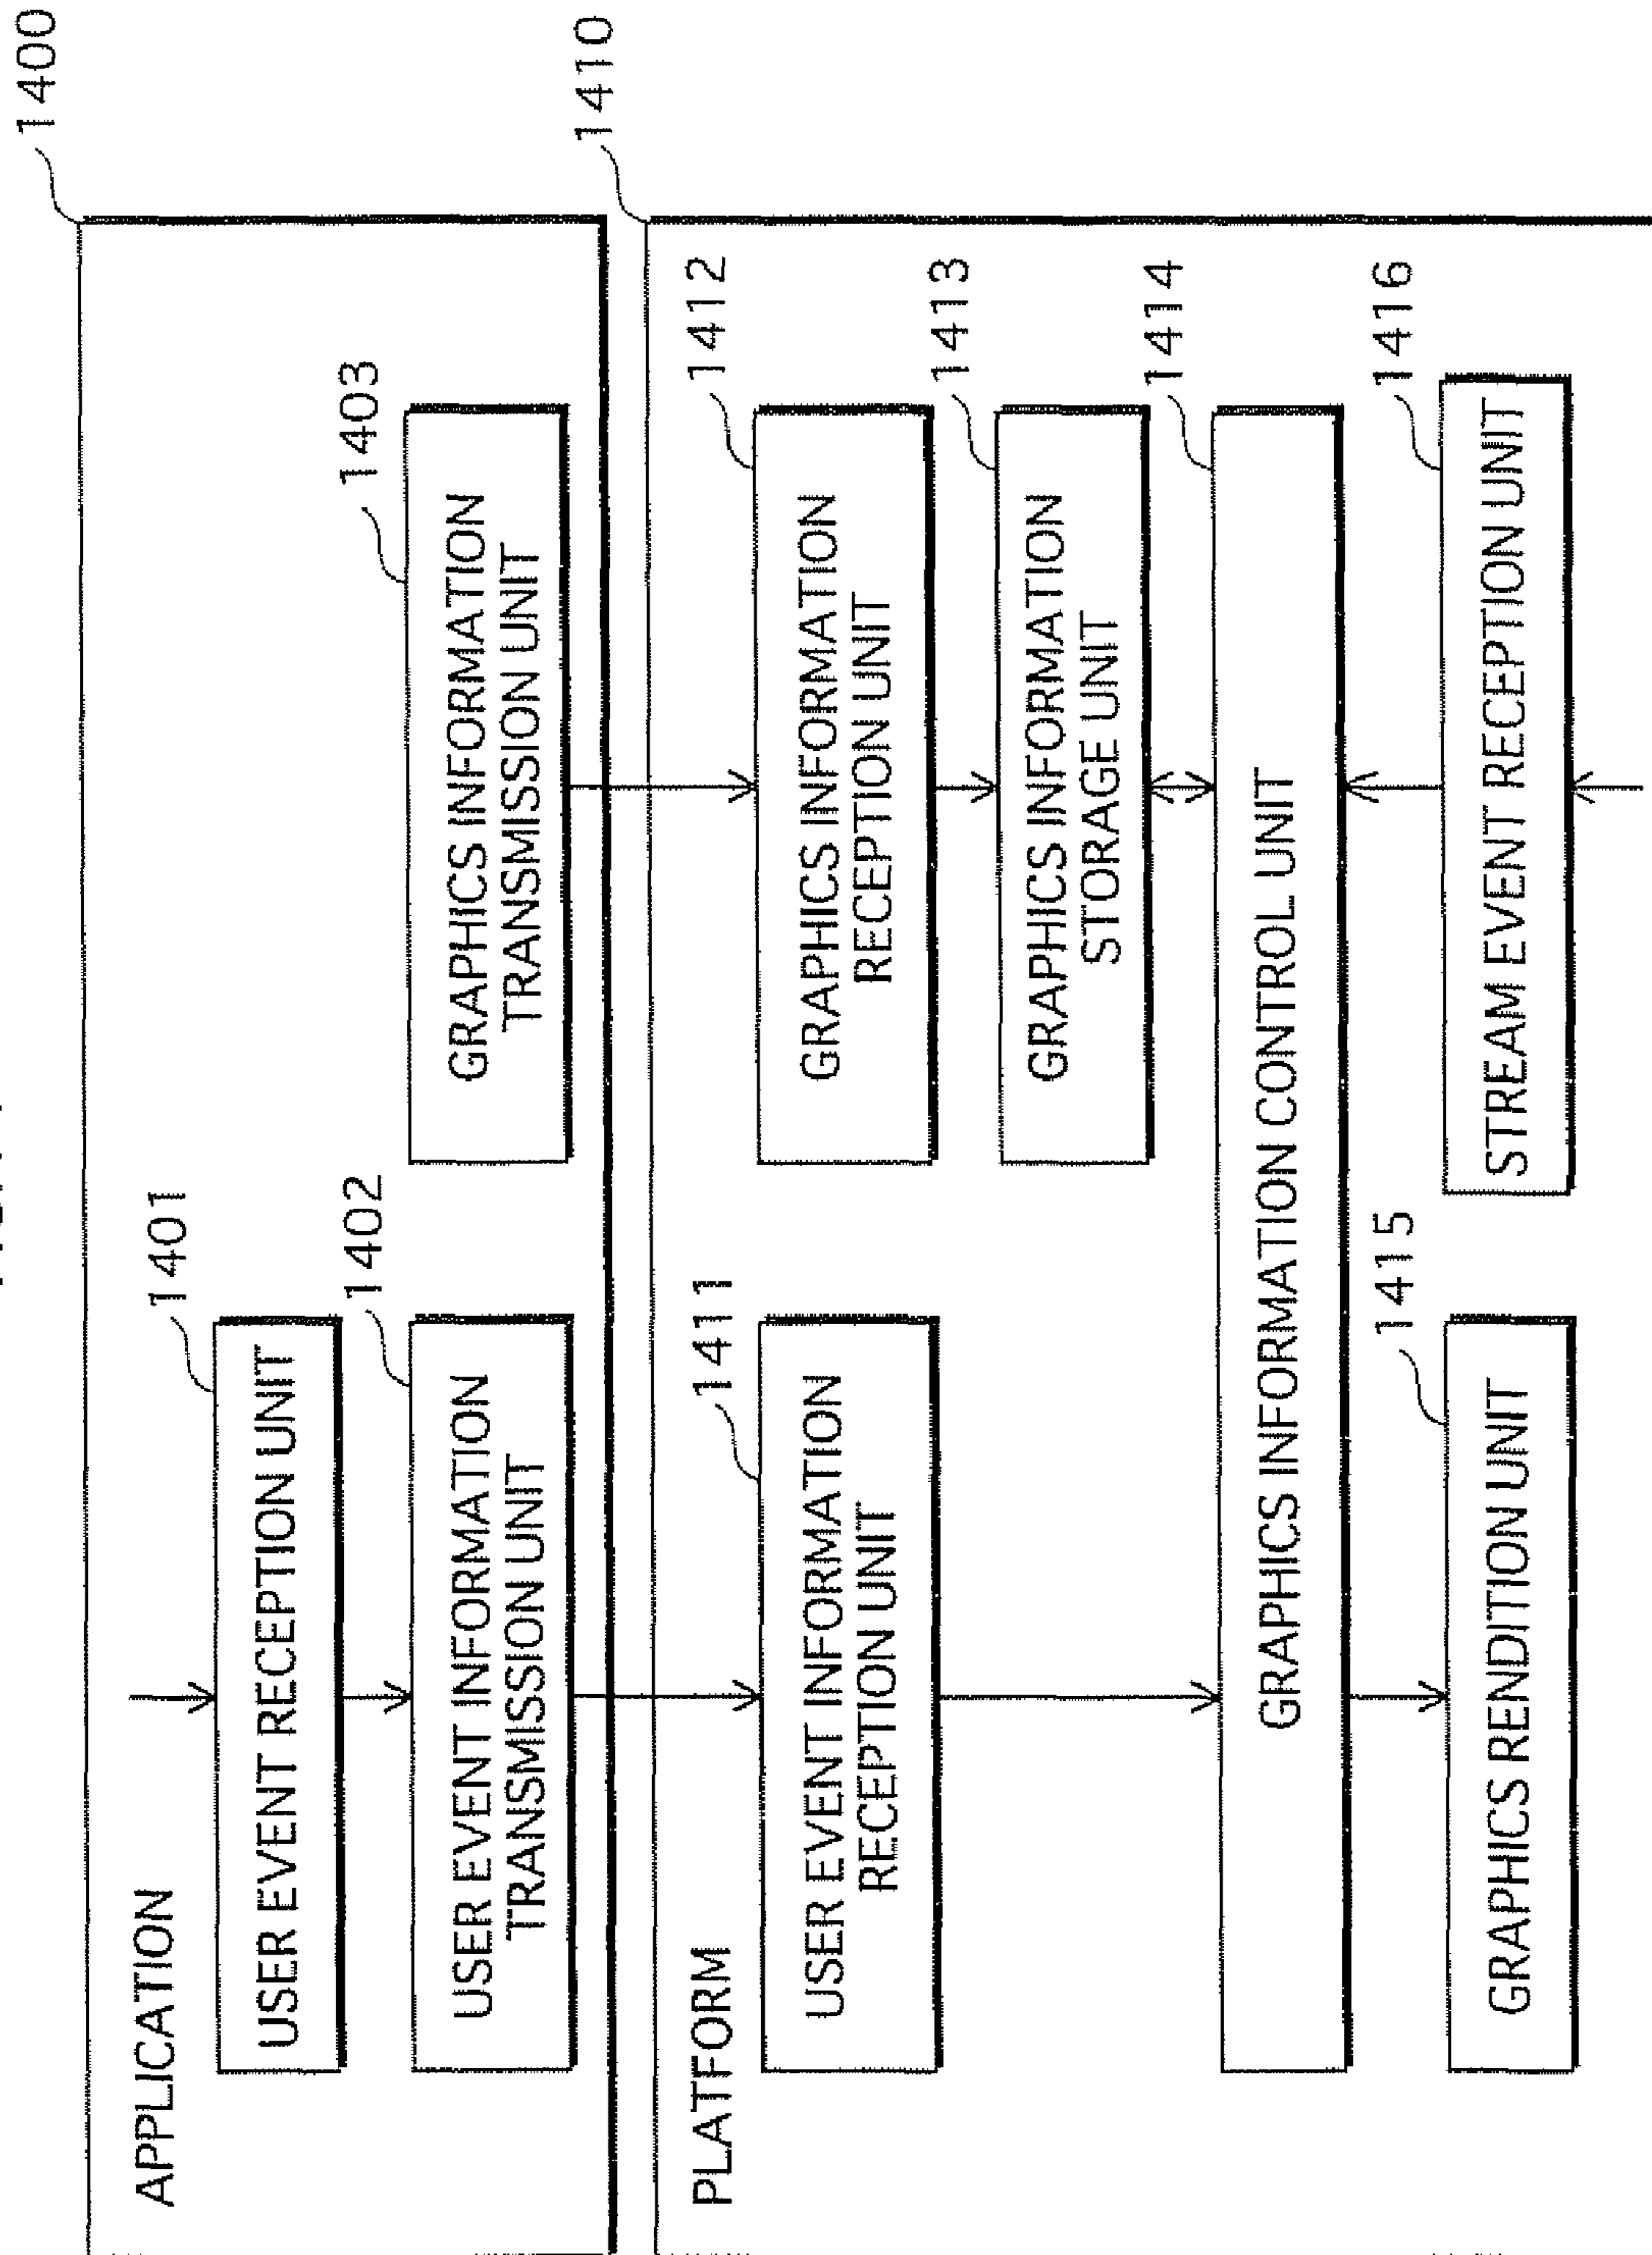 1400
APPLICATION
1401
USER EVENT RECEPTION UNIT
1402
USER EVENT INFORMATION
TRANSMISSION UNIT
1403
GRAPHICS INFORMATION
TRANSMISSION UNIT
1410
PLATFORM
1411
USER EVENT INFORMATION
RECEPTION UNIT
1412
GRAPHICS INFORMATION
RECEPTION UNIT
1413
GRAPHICS INFORMATION
STORAGE UNIT
1414
GRAPHICS INFORMATION CONTROL UNIT
1415
GRAPHICS RENDITION UNIT
1416
STREAM EVENT RECEPTION UNIT